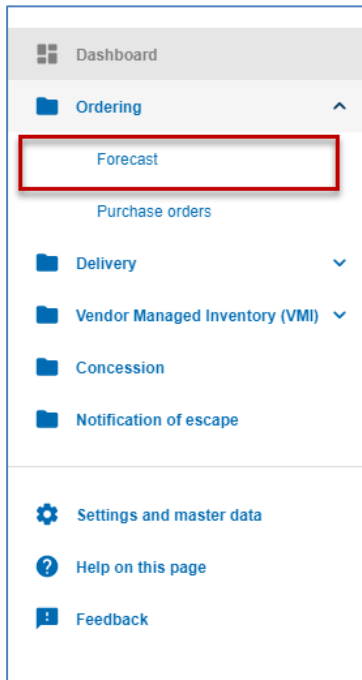 Dashboard
Ordering
Forecast
Purchase orders
Delivery
Vendor Managed Inventory (VMI)
Concession
Notification of escape
Settings and master data
Help on this page
Feedback